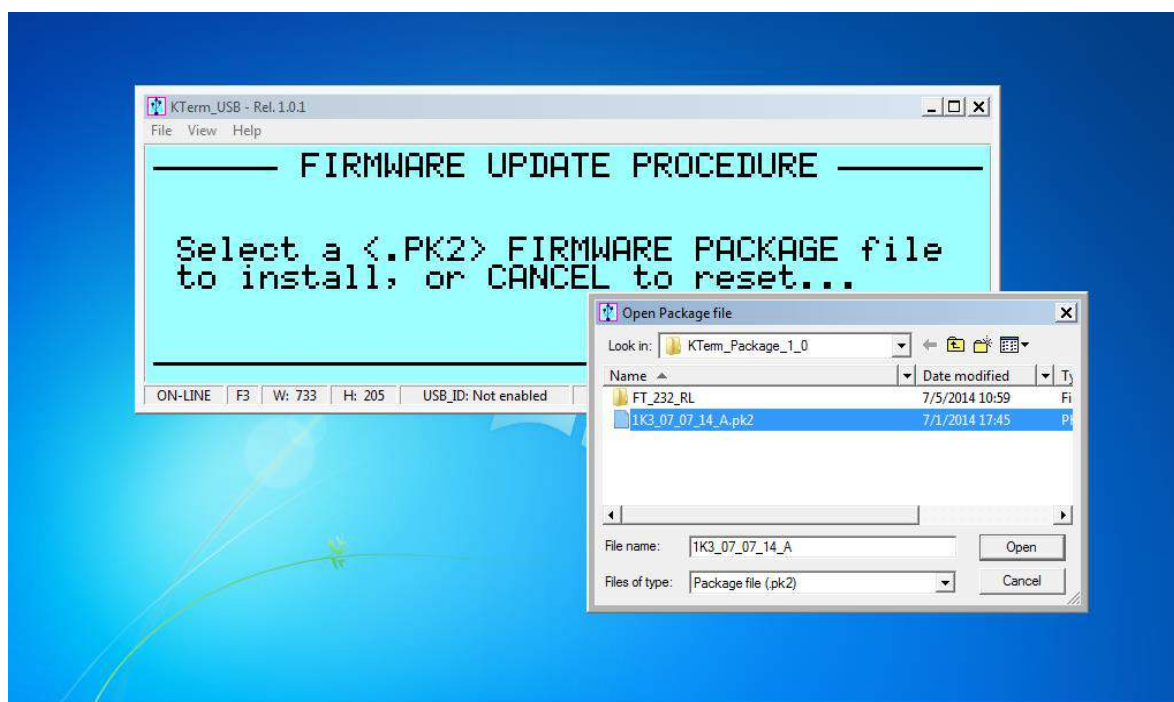 KTerm_USB - Rel. 1.0.1
File View Help
FIRMWARE UPDATE PROCEDURE
Select a <.PK2> FIRMWARE PACKAGE file
to install, or CANCEL to reset...
ON-LINE F3 W: 733 H: 205 USB_ID: Not enabled
Open Package file
Look in: KTerm_Package_1_0
Name Date modified Ty
FT_232_RL 7/5/2014 10:59 Fi
1K3_07_07_14_A.pk2 7/1/2014 17:45 PK
File name: 1K3_07_07_14_A Open
Files of type: Package file (.pk2) Cancel